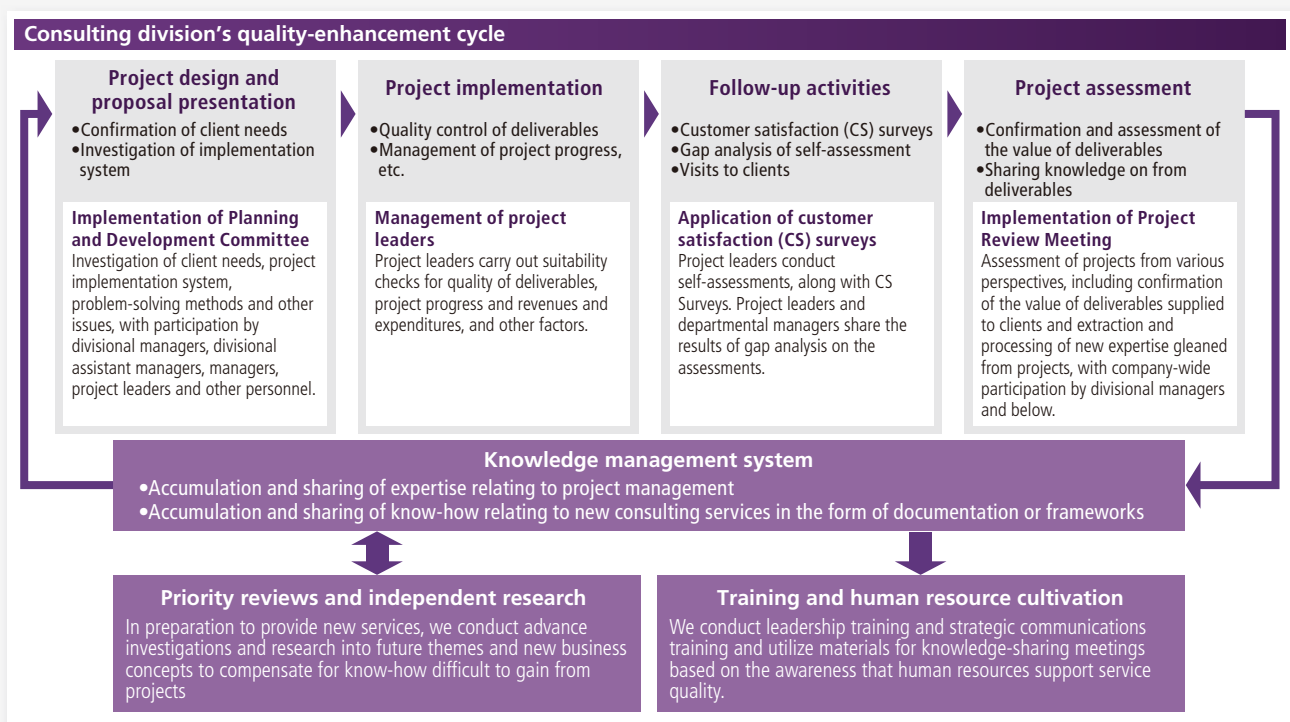 Consulting division's quality-enhancement cycle
Project design and
proposal presentation
•Confirmation of client needs
•Investigation of implementation
system
Implementation of Planning
and Development Committee
Investigation of client needs, project
implementation system,
problem-solving methods and other
issues, with participation by
divisional managers, divisional
assistant managers, managers,
project leaders and other personnel.
Project implementation
•Quality control of deliverables
•Management of project progress,
etc.
Management of project
leaders
Project leaders carry out suitability
checks for quality of deliverables,
project progress and revenues and
expenditures, and other factors.
Follow-up activities
•Customer satisfaction (CS) surveys
•Gap analysis of self-assessment
•Visits to clients
Application of customer
satisfaction (CS) surveys
Project leaders conduct
self-assessments, along with CS
Surveys. Project leaders and
departmental managers share the
results of gap analysis on the
assessments.
Project assessment
•Confirmation and assessment of
the value of deliverables
•Sharing knowledge on from
deliverables
Implementation of Project
Review Meeting
Assessment of projects from various
perspectives, including confirmation
of the value of deliverables supplied
to clients and extraction and
processing of new expertise gleaned
from projects, with company-wide
participation by divisional managers
and below.
Knowledge management system
•Accumulation and sharing of expertise relating to project management
•Accumulation and sharing of know-how relating to new consulting services in the form of documentation or frameworks
Priority reviews and independent research
In preparation to provide new services, we conduct advance
investigations and research into future themes and new business
concepts to compensate for know-how difficult to gain from
projects
Training and human resource cultivation
We conduct leadership training and strategic communications
training and utilize materials for knowledge-sharing meetings
based on the awareness that human resources support service
quality.